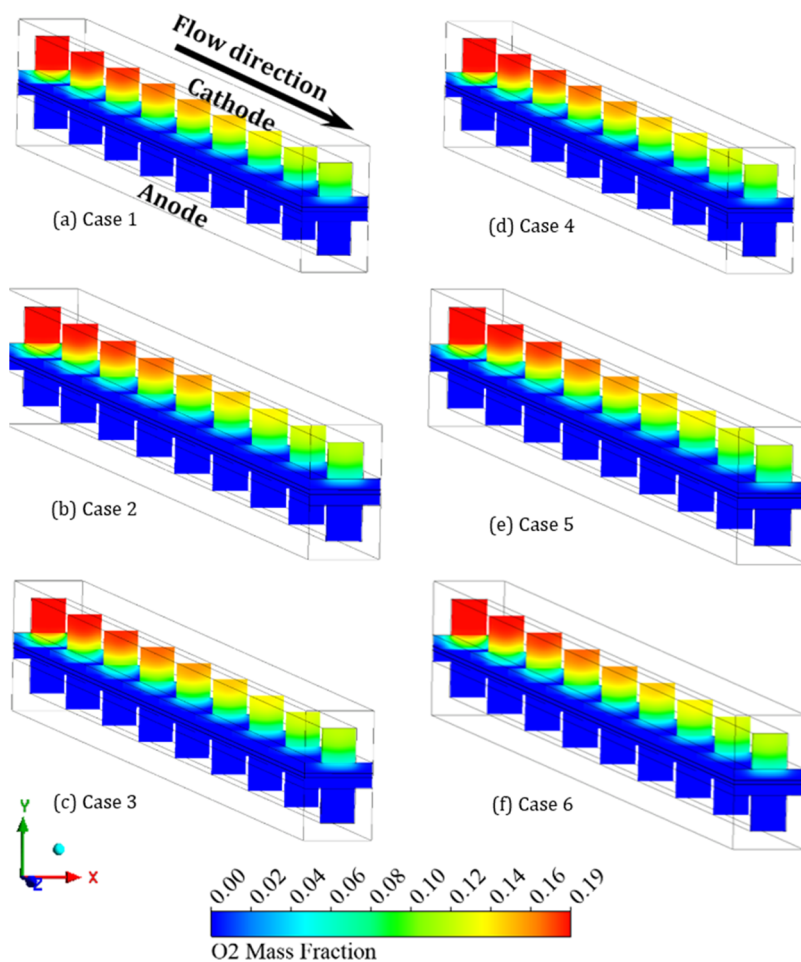 Flow direction
Cathode
Anode
(a) Case 1
(d) Case 4
(b) Case 2
(e) Case 5
(c) Case 3
(f) Case 6
Y
Z
X
0.00
0.02
0.04
0.06
0.08
0.10
0.12
0.14
0.16
0.19
O2 Mass Fraction